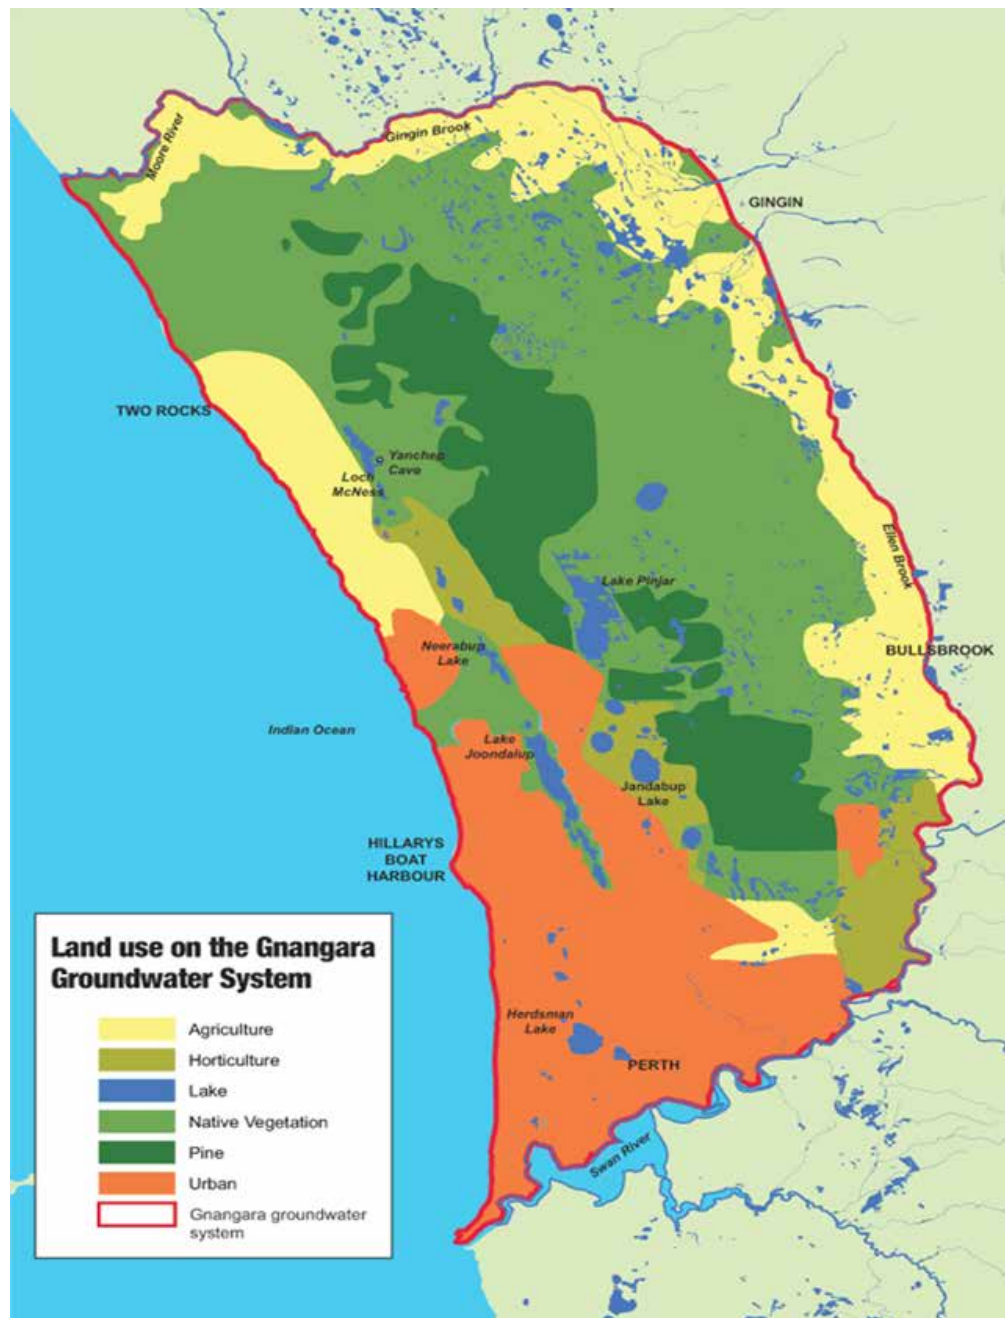 Moore River
Gingin Brook
GINGIN
TWO ROCKS
Yanchep
Cave
Loch
McNess
Ellen Brook
Lake Pinjar
BULLSBROOK
Neerabup
Lake
Indian Ocean
Lake
Joondalup
Jandabup
Lake
HILLARYS
BOAT
HARBOUR
Herdsman
Lake
PERTH
Swan River
Land use on the Gnangara
Groundwater System
Agriculture
Horticulture
Lake
Native Vegetation
Pine
Urban
Gnangara groundwater
system